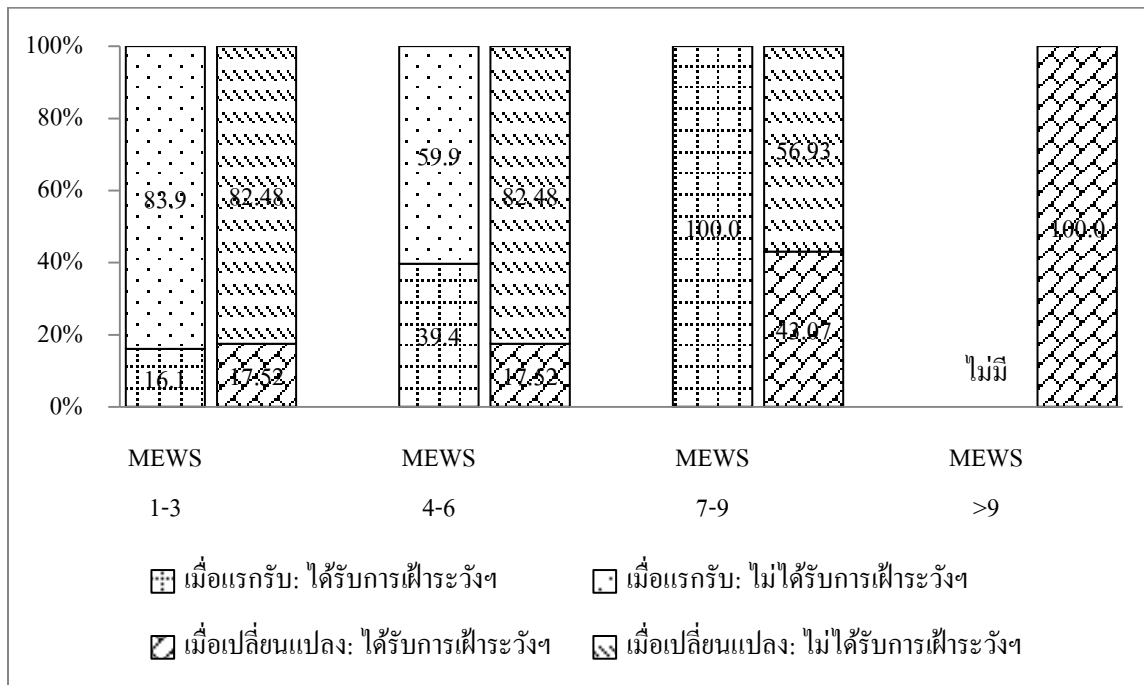 100%
80%
60%
40%
20%
0%
83.9
16.1
82.48
17.52
59.9
39.4
82.48
17.52
100.0
56.93
43.07
ไม่มี
100.0
MEWS
1-3
MEWS
4-6
MEWS
7-9
MEWS
>9
เมื่อแรกรับ: ได้รับการเฝ้าระวังฯ
เมื่อแรกรับ: ไม่ได้รับการเฝ้าระวังฯ
เมื่อเปลี่ยนแปลง: ได้รับการเฝ้าระวังฯ
เมื่อเปลี่ยนแปลง: ไม่ได้รับการเฝ้าระวังฯ